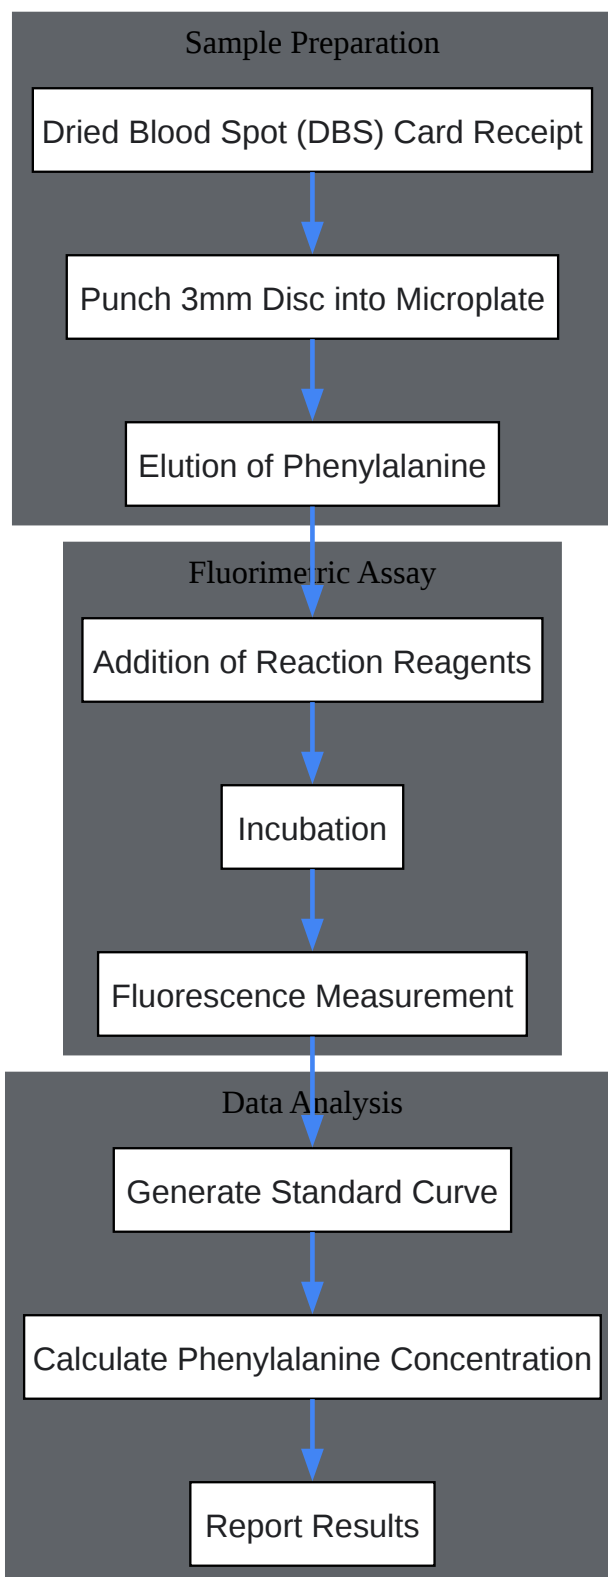 Sample Preparation
Dried Blood Spot (DBS) Card Receipt
Punch 3mm Disc into Microplate
Elution of Phenylalanine
Fluorimetric Assay
Addition of Reaction Reagents
Incubation
Fluorescence Measurement
Data Analysis
Generate Standard Curve
Calculate Phenylalanine Concentration
Report Results